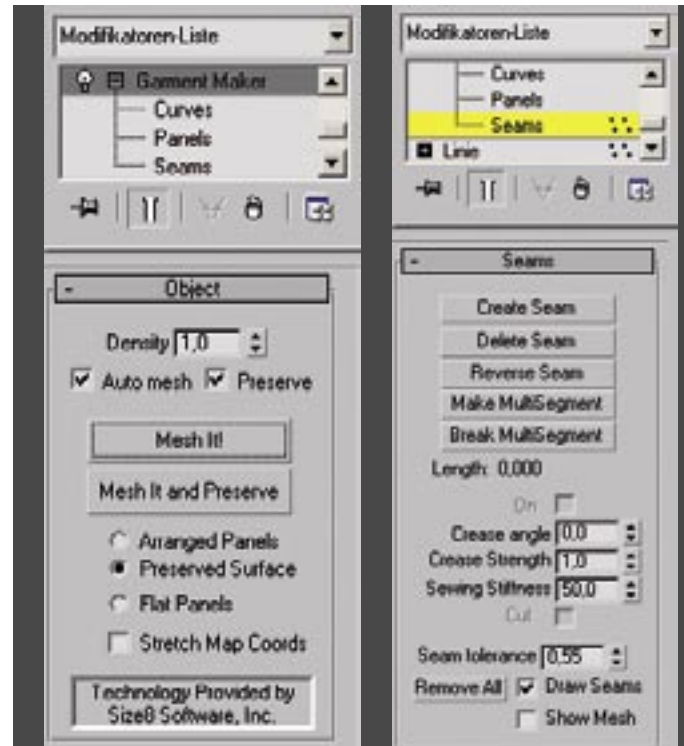 Modifikatoren-Liste
Garment Maker
Curves
Panels
Seams
Object
Density 1,0
Auto mesh Preserve
Mesh It!
Mesh It and Preserve
Arranged Panels
Preserved Surface
Flat Panels
Stretch Map Coords
Technology Provided by
Size8 Software, Inc.
Modifikatoren-Liste
Curves
Panels
Seams
Linie
Seams
Create Seam
Delete Seam
Reverse Seam
Make MultiSegment
Break MultiSegment
Length: 0,000
On
Crease angle 0,0
Crease Strength 1,0
Sewing Stiffness 50,0
Cut
Seam tolerance 0,55
Remove All Draw Seams
Show Mesh